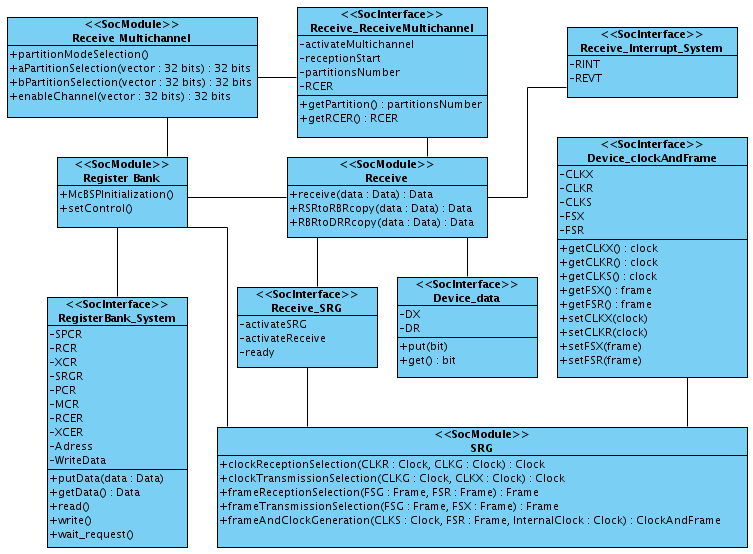 <<SocModule>>
Receive_Multichannel
+partitionModeSelection()
+aPartitionSelection(vector : 32 bits) : 32 bits
+bPartitionSelection(vector : 32 bits) : 32 bits
+enableChannel(vector : 32 bits) : 32 bits
<<SocInterface>>
Receive_ReceiveMultichannel
-activateMultichannel
-receptionStart
-partitionsNumber
-RCER
+getPartition() : partitionsNumber
+getRCER() : RCER
<<SocInterface>>
Receive_Interrupt_System
-RINT
-REVT
<<SocModule>>
Register_Bank
+McBSPInitialization()
+setControl()
<<SocModule>>
Receive
+receive(data : Data) : Data
+RSRtoRBRcopy(data : Data) : Data
+RBRtoDRRcopy(data : Data) : Data
<<SocInterface>>
Device_clockAndFrame
-CLKX
-CLKR
-CLKS
-FSX
-FSR
+getCLKX() : clock
+getCLKR() : clock
+getCLKS() : clock
+getFSX() : frame
+getFSR() : frame
+setCLKX(clock)
+setCLKR(clock)
+setFSX(frame)
+setFSR(frame)
<<SocInterface>>
RegisterBank_System
-SPCR
-RCR
-XCR
-SRGR
-PCR
-MCR
-RCER
-XCER
-Adress
-WriteData
+putData(data : Data)
+getData() : Data
+read()
+write()
+wait_request()
<<SocInterface>>
Receive_SRG
-activateSRG
-activateReceive
-ready
<<SocInterface>>
Device_data
-DX
-DR
+put(bit)
+get() : bit
<<SocModule>>
SRG
+clockReceptionSelection(CLKR : Clock, CLKG : Clock) : Clock
+clockTransmissionSelection(CLKG : Clock, CLKX : Clock) : Clock
+frameReceptionSelection(FSG : Frame, FSR : Frame) : Frame
+frameTransmissionSelection(FSG : Frame, FSX : Frame) : Frame
+frameAndClockGeneration(CLKS : Clock, FSR : Frame, InternalClock : Clock) : ClockAndFrame